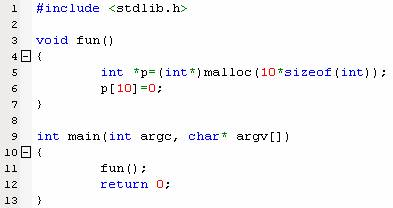 1 #include <stdlib.h>
2
3 void fun()
4 {
5 int *p=(int*)malloc(10*sizeof(int));
6 p[10]=0;
7 }
8
9 int main(int argc, char* argv[])
10 {
11 fun();
12 return 0;
13 }